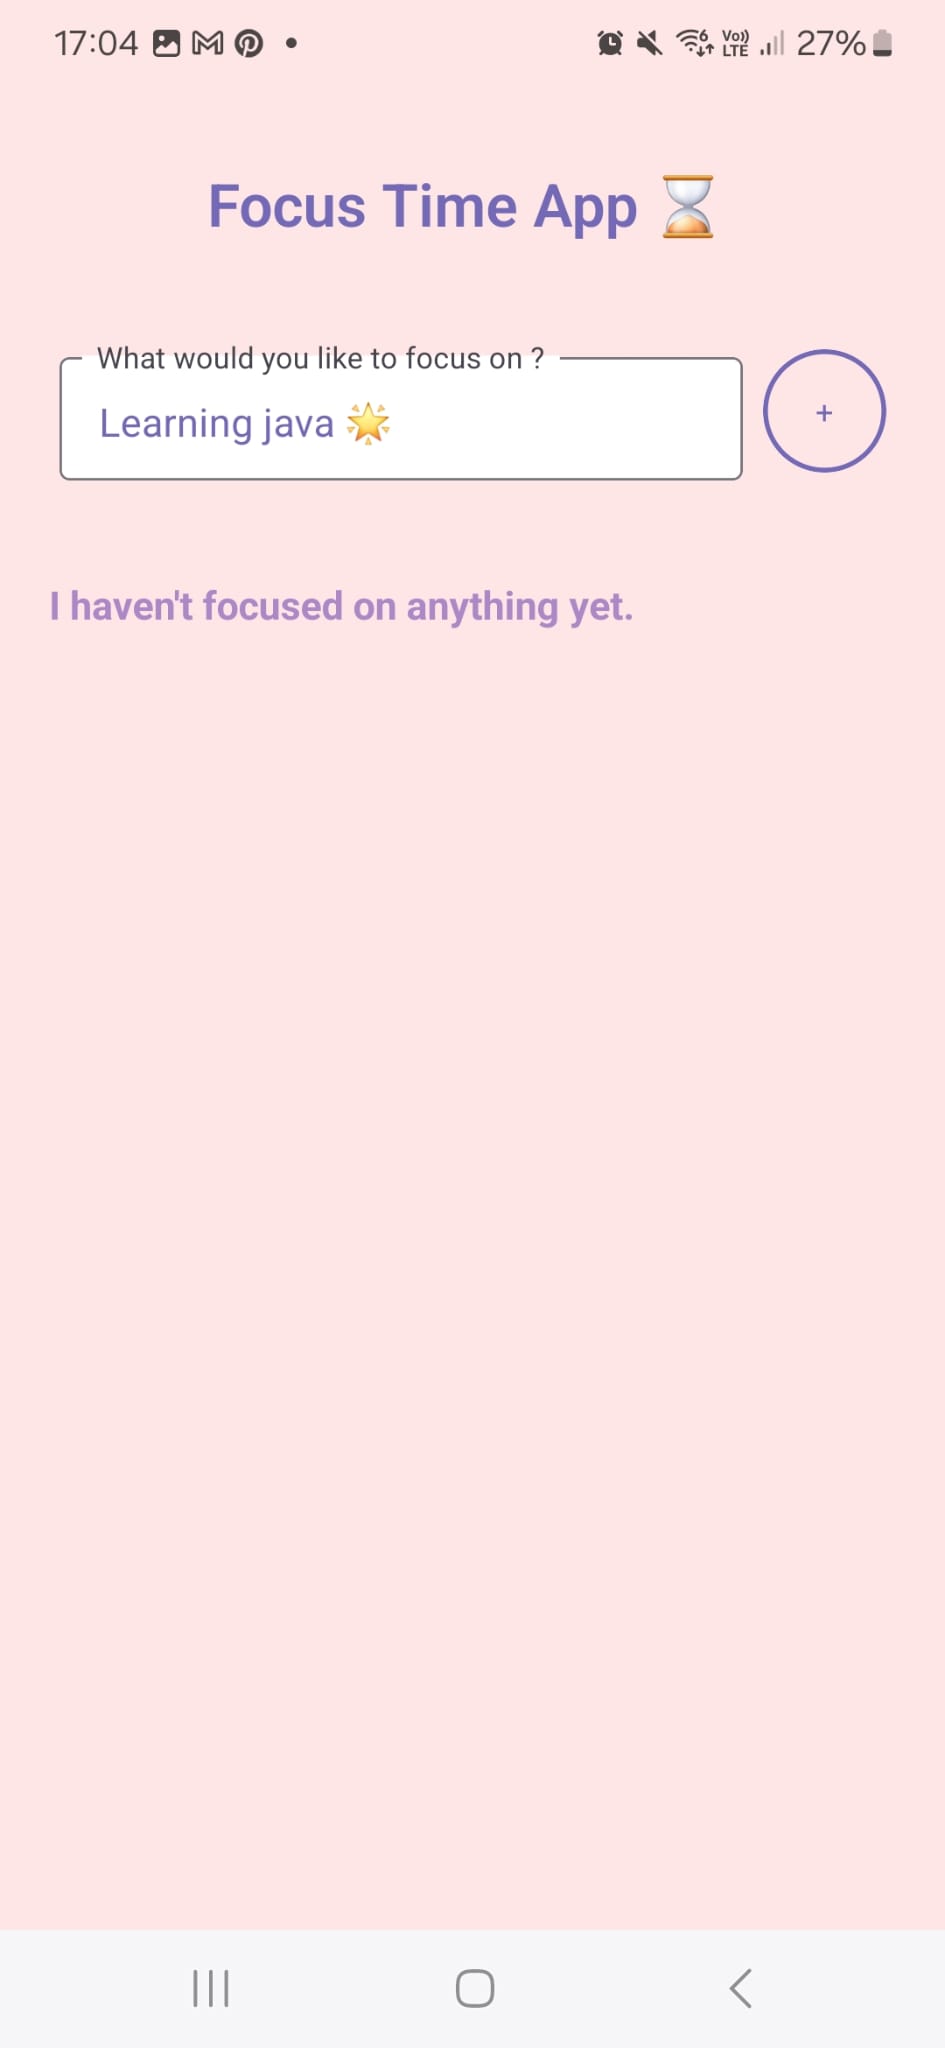 17:04
Vo)) LTE 27%
Focus Time App ⏳
What would you like to focus on ?
Learning java 🌟
+
I haven't focused on anything yet.